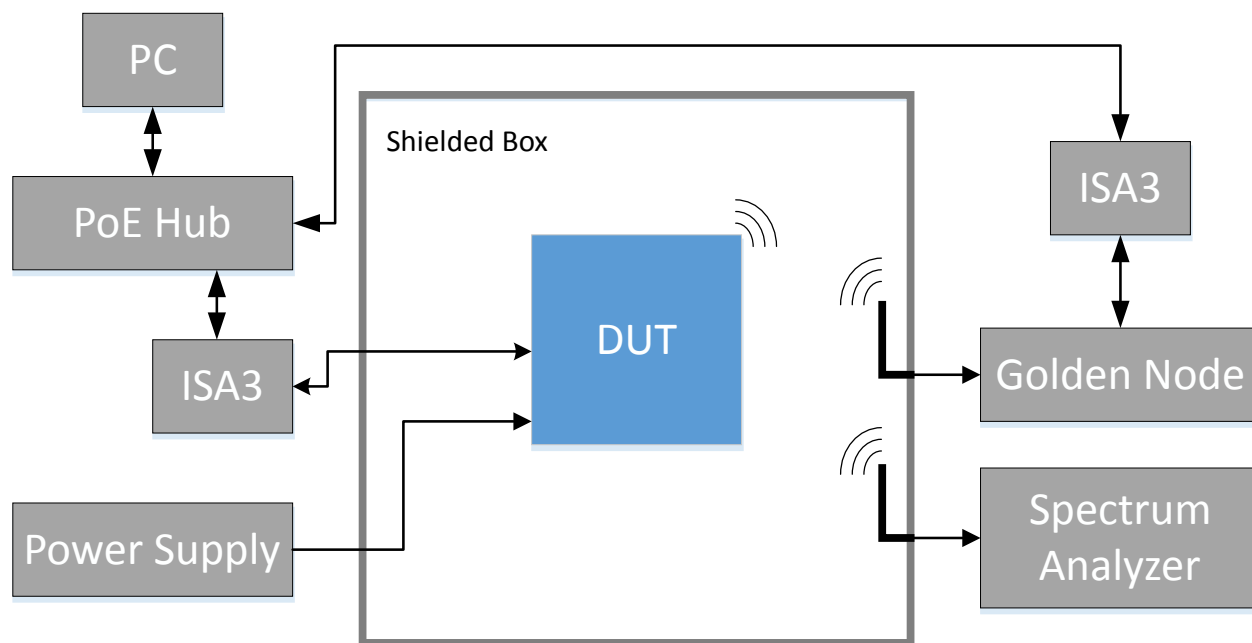 PC
Shielded Box
PoE Hub
ISA3
DUT
ISA3
Golden Node
Power Supply
Spectrum
Analyzer